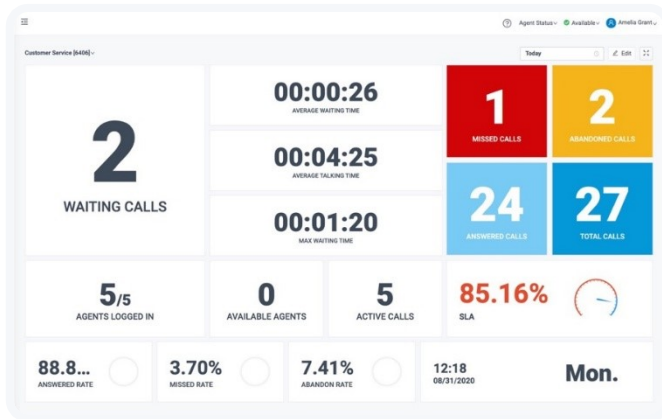 Agent Status
Available
Amelia Grant
Customer Service [6406]
Today
Edit
2
WAITING CALLS
00:00:26
AVERAGE WAITING TIME
00:04:25
AVERAGE TALKING TIME
00:01:20
MAX WAITING TIME
1
MISSED CALLS
2
ABANDONED CALLS
24
ANSWERED CALLS
27
TOTAL CALLS
5/5
AGENTS LOGGED IN
0
AVAILABLE AGENTS
5
ACTIVE CALLS
85.16%
SLA
88.8...
ANSWERED RATE
3.70%
MISSED RATE
7.41%
ABANDON RATE
12:18
08/31/2020
Mon.